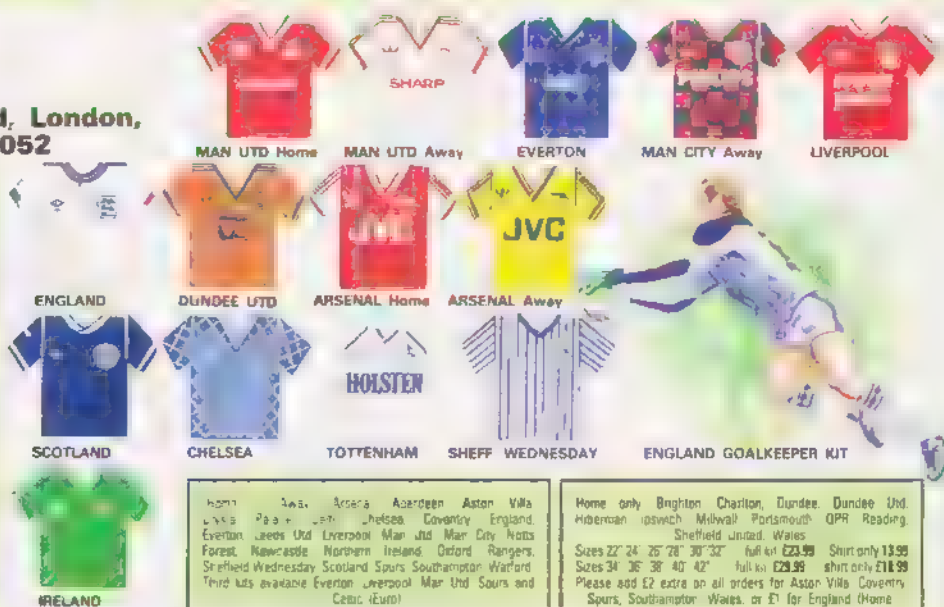 London,
052
MAN UTD Home MAN UTD Away EVERTON MAN CITY Away LIVERPOOL
SHARP
JVC
JVC
ENGLAND DUNDEE UTD ARSENAL Home ARSENAL Away
HOLSTEN
SCOTLAND CHELSEA TOTTENHAM SHEFF WEDNESDAY ENGLAND GOALKEEPER KIT
IRELAND
Aberdeen Aston Villa
Chelsea Coventry England.
Everton Leeds Utd Liverpool Man Utd Man City Notts
Forest Newcastle Northern Ireland Oxford Rangers.
Sheffield Wednesday Scotland Spurs Southampton Watford
Third kits available Everton Liverpool Man Utd Spurs and
Celtic (Euro)
Home only Brighton Charlton, Dundee, Dundee Utd.
Hibernian Ipswich Millwall Portsmouth QPR Reading.
Sheffield United. Wales
Sizes 22" 24" 26" 28" 30" 32" full kit £23.99 Shirt only 13.99
Sizes 34" 36" 38" 40" 42" full kit £29.99 shirt only £18.99
Please add £2 extra on all orders for Aston Villa Coventry
Spurs, Southampton Wales, or £1 for England (Home